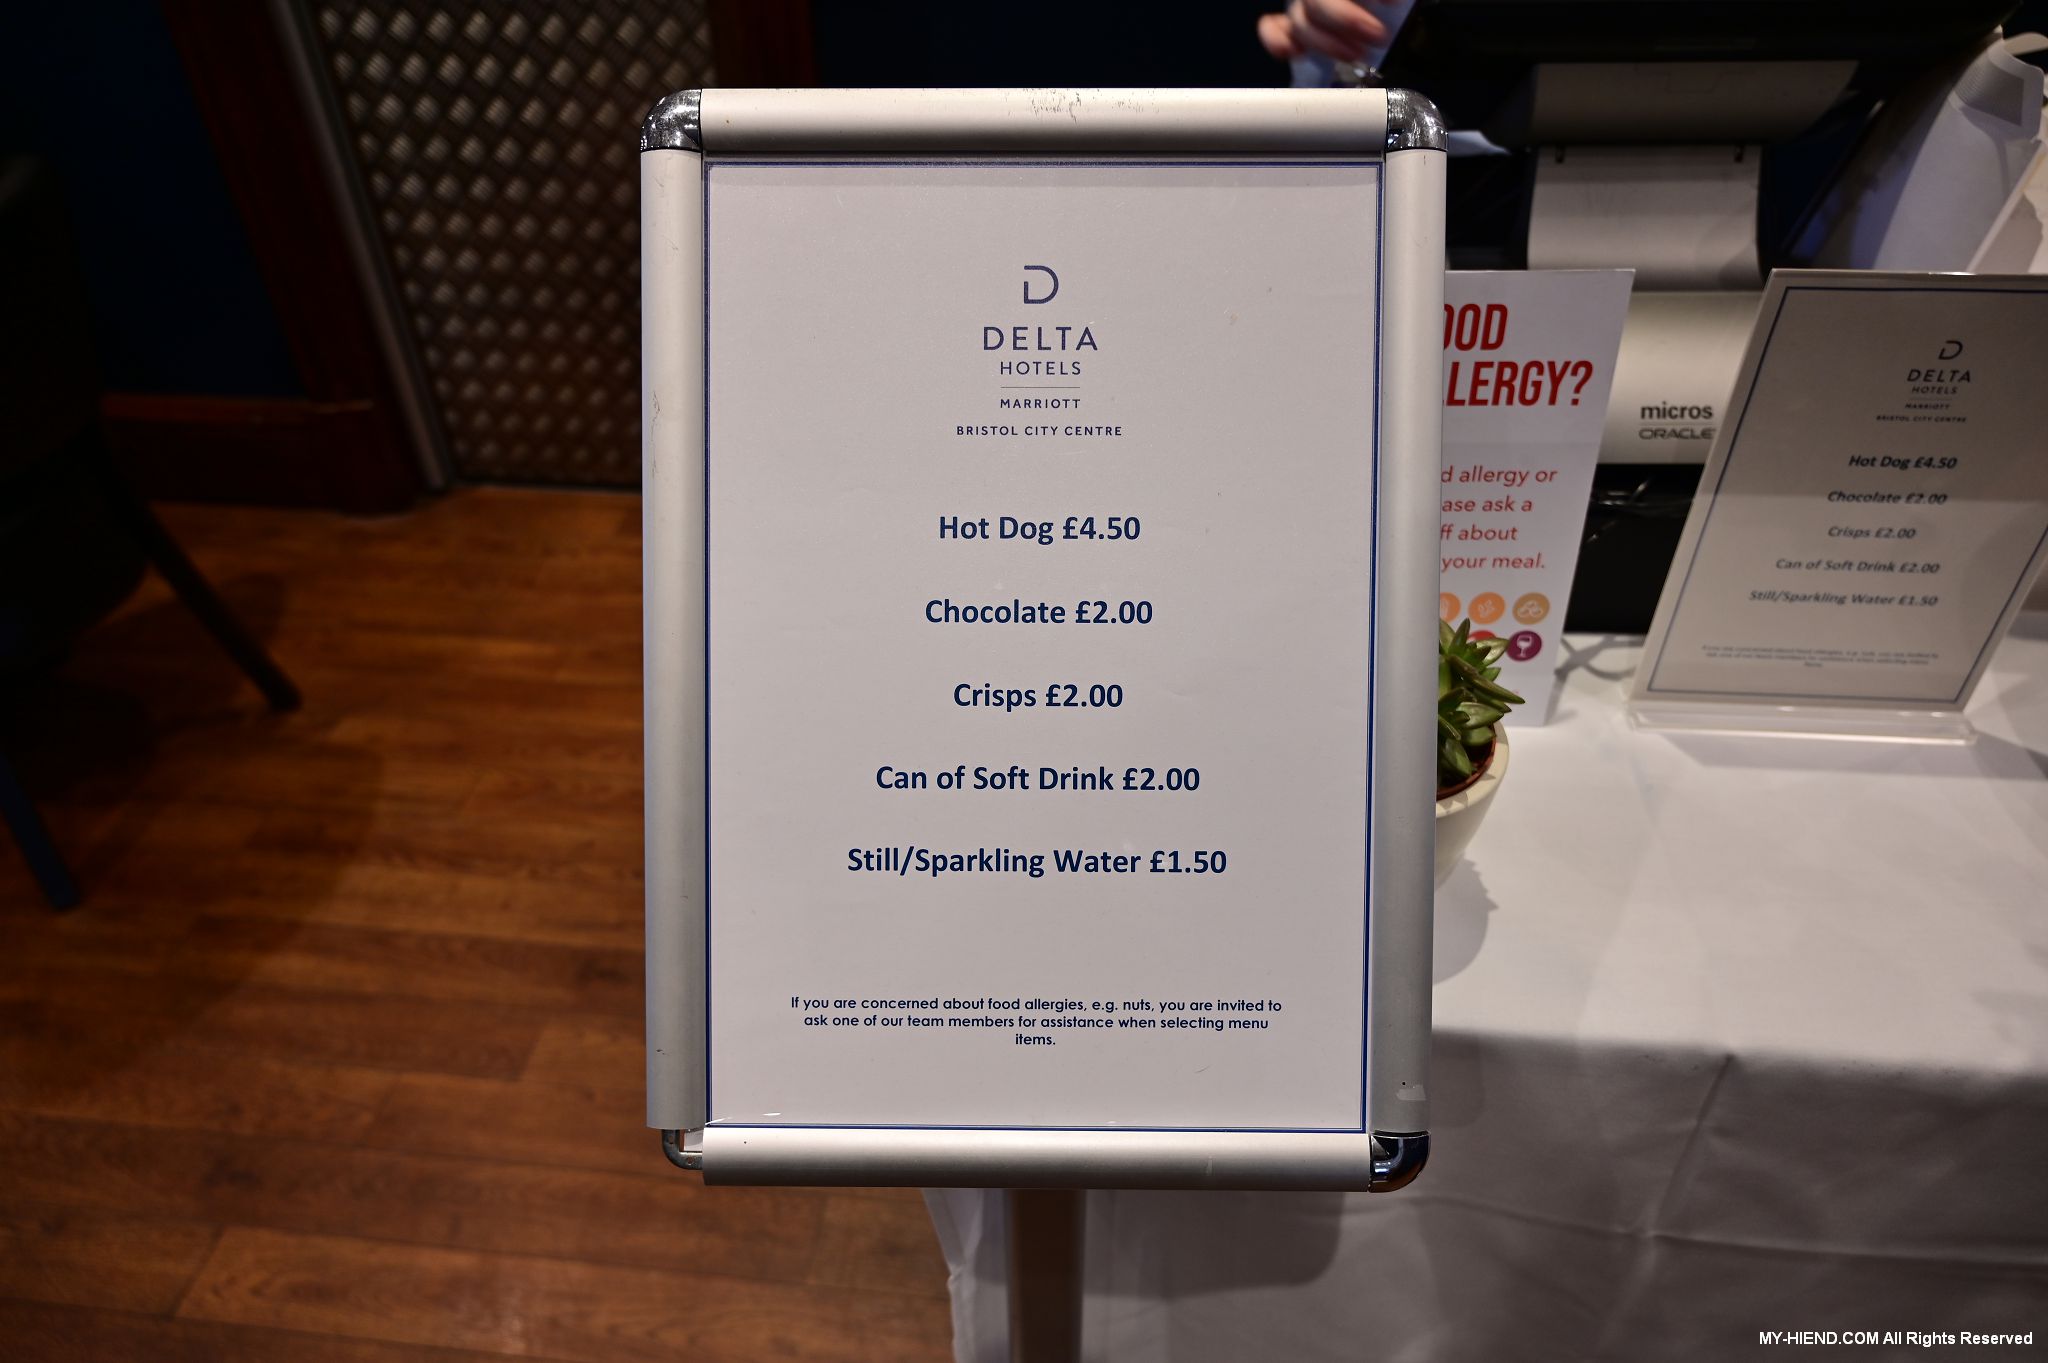 D
DELTA
HOTELS
MARRIOTT
BRISTOL CITY CENTRE
Hot Dog £4.50
Chocolate £2.00
Crisps £2.00
Can of Soft Drink £2.00
Still/Sparkling Water £1.50
If you are concerned about food allergies, e.g. nuts, you are invited to
ask one of our team members for assistance when selecting menu
items.
OOD
LERGY?
d allergy or
ase ask a
ff about
your meal.
micros
ORACLE
D
DELTA
HOTELS
MARRIOTT
BRISTOL CITY CENTRE
Hot Dog £4.50
Chocolate £2.00
Crisps £2.00
Can of Soft Drink £2.00
Still/Sparkling Water £1.50
MY-HIEND.COM All Rights Reserved